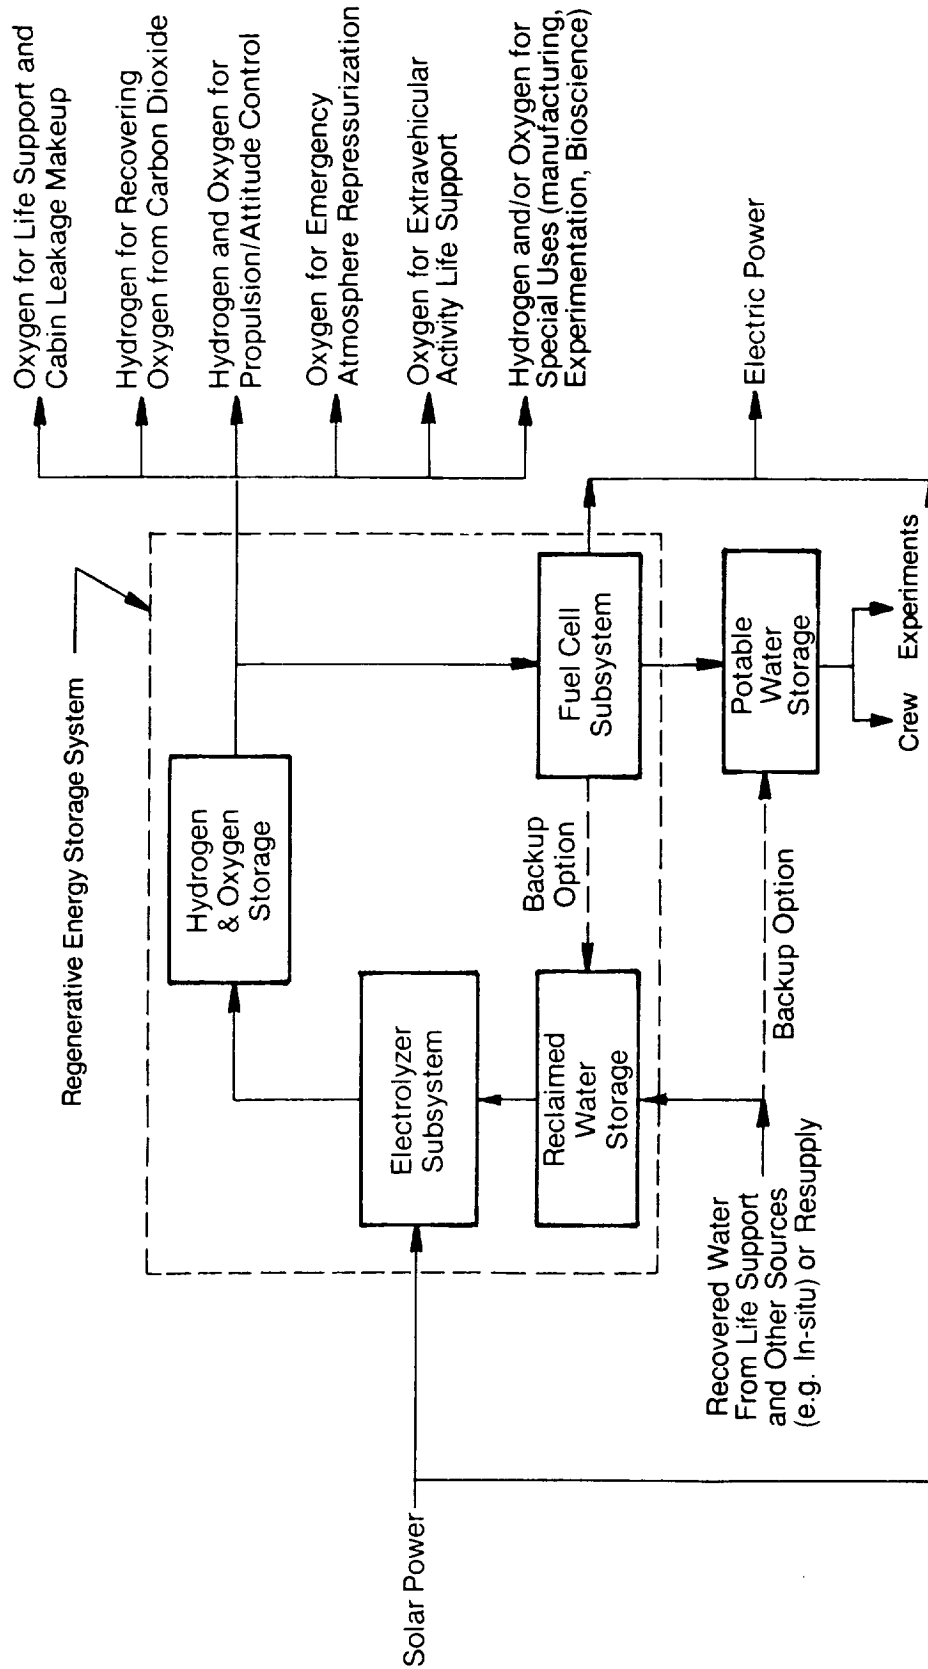 Regenerative Energy Storage System
Oxygen for Life Support and
Cabin Leakage Makeup
Hydrogen for Recovering
Oxygen from Carbon Dioxide
Hydrogen and Oxygen for
Propulsion/Attitude Control
Oxygen for Emergency
Atmosphere Repressurization
Oxygen for Extravehicular
Activity Life Support
Hydrogen and/or Oxygen for
Special Uses (manufacturing,
Experimentation, Bioscience)
Hydrogen
& Oxygen
Storage
Solar Power
Electrolyzer
Subsystem
Reclaimed
Water
Storage
Backup
Option
Fuel Cell
Subsystem
Electric Power
Recovered Water
From Life Support
and Other Sources
(e.g. In-situ) or Resupply
Backup Option
Potable
Water
Storage
Crew
Experiments